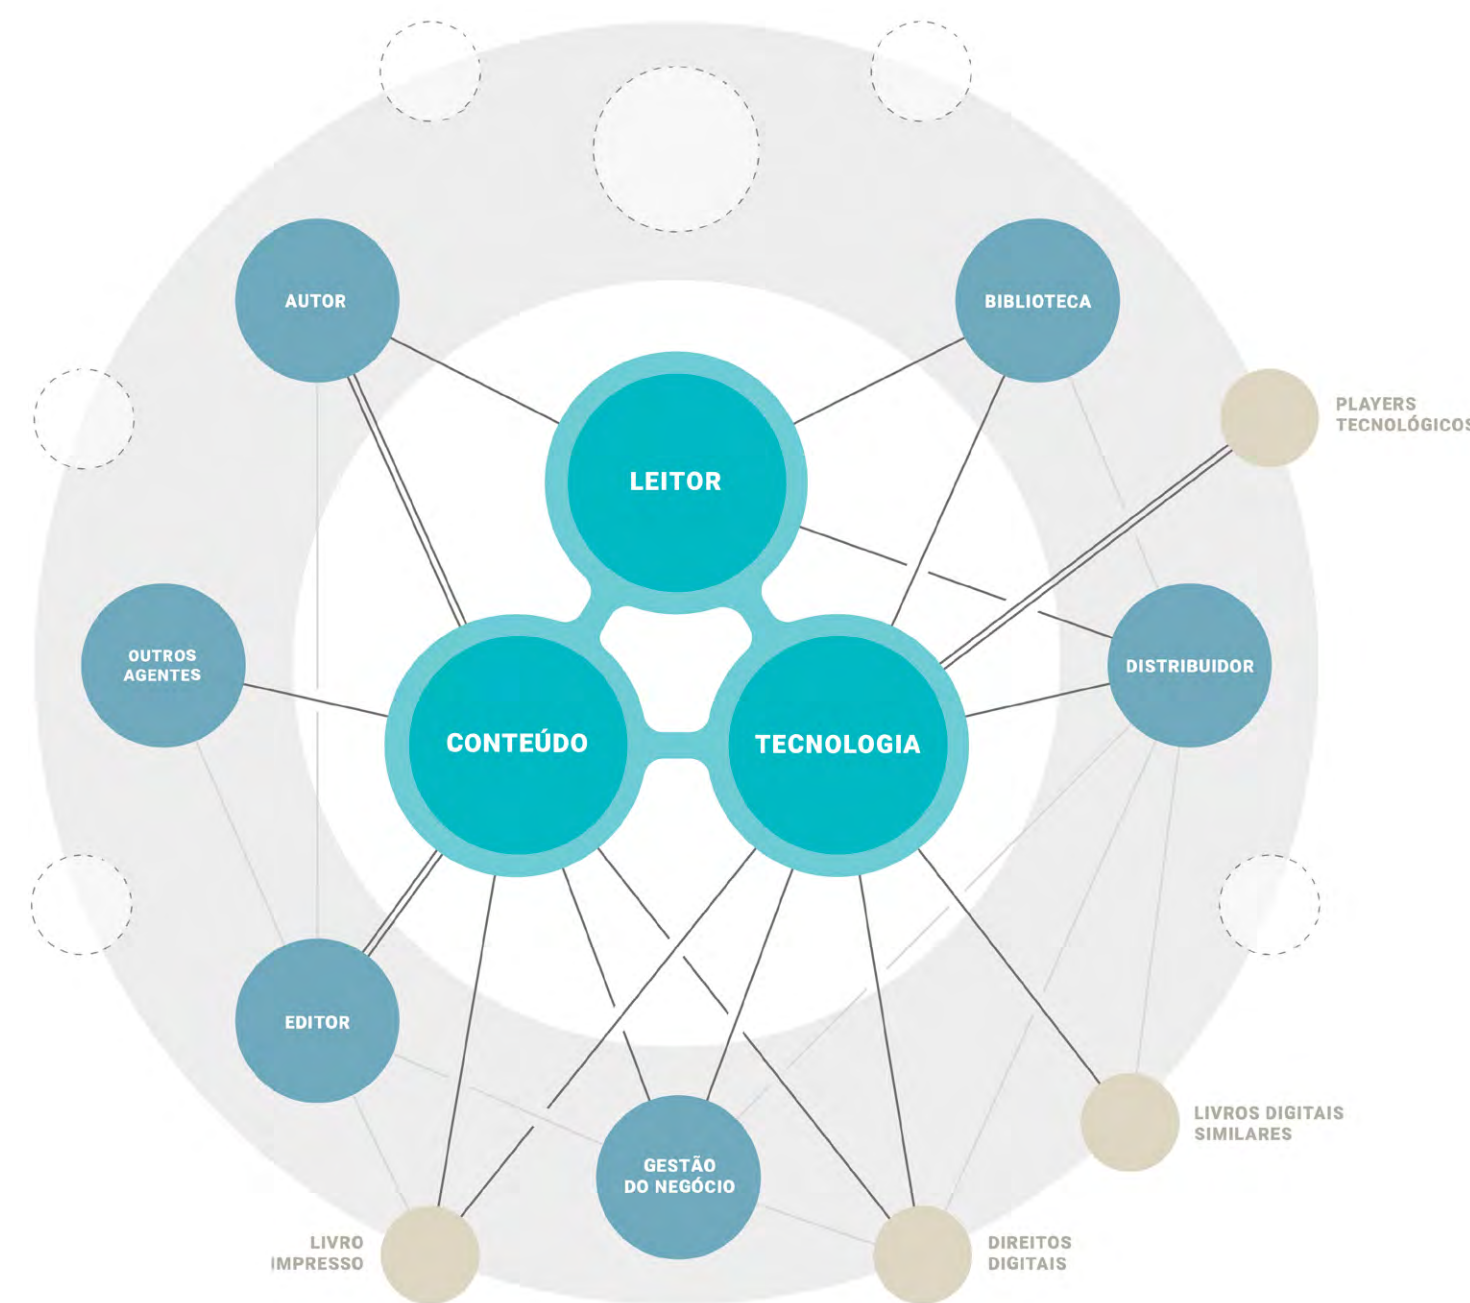 AUTOR
BIBLIOTECA
PLAYERS
TECNOLÓGICOS
LEITOR
OUTROS
AGENTES
DISTRIBUIDOR
CONTEÚDO
TECNOLOGIA
EDITOR
LIVROS DIGITAIS
SIMILARES
GESTÃO
DO NEGÓCIO
LIVRO
IMPRESSO
DIREITOS
DIGITAIS